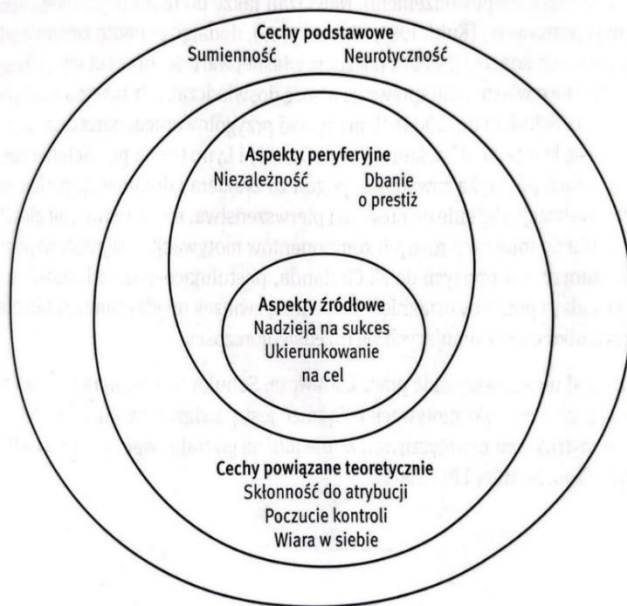 Cechy podstawowe
Sumienność Neurotyczność
Aspekty peryferyjne
Niezależność Dbanie
o prestiż
Aspekty źródłowe
Nadzieja na sukces
Ukierunkowanie
na cel
Cechy powiązane teoretycznie
Skłonność do atrybucji
Poczucie kontroli
Wiara w siebie